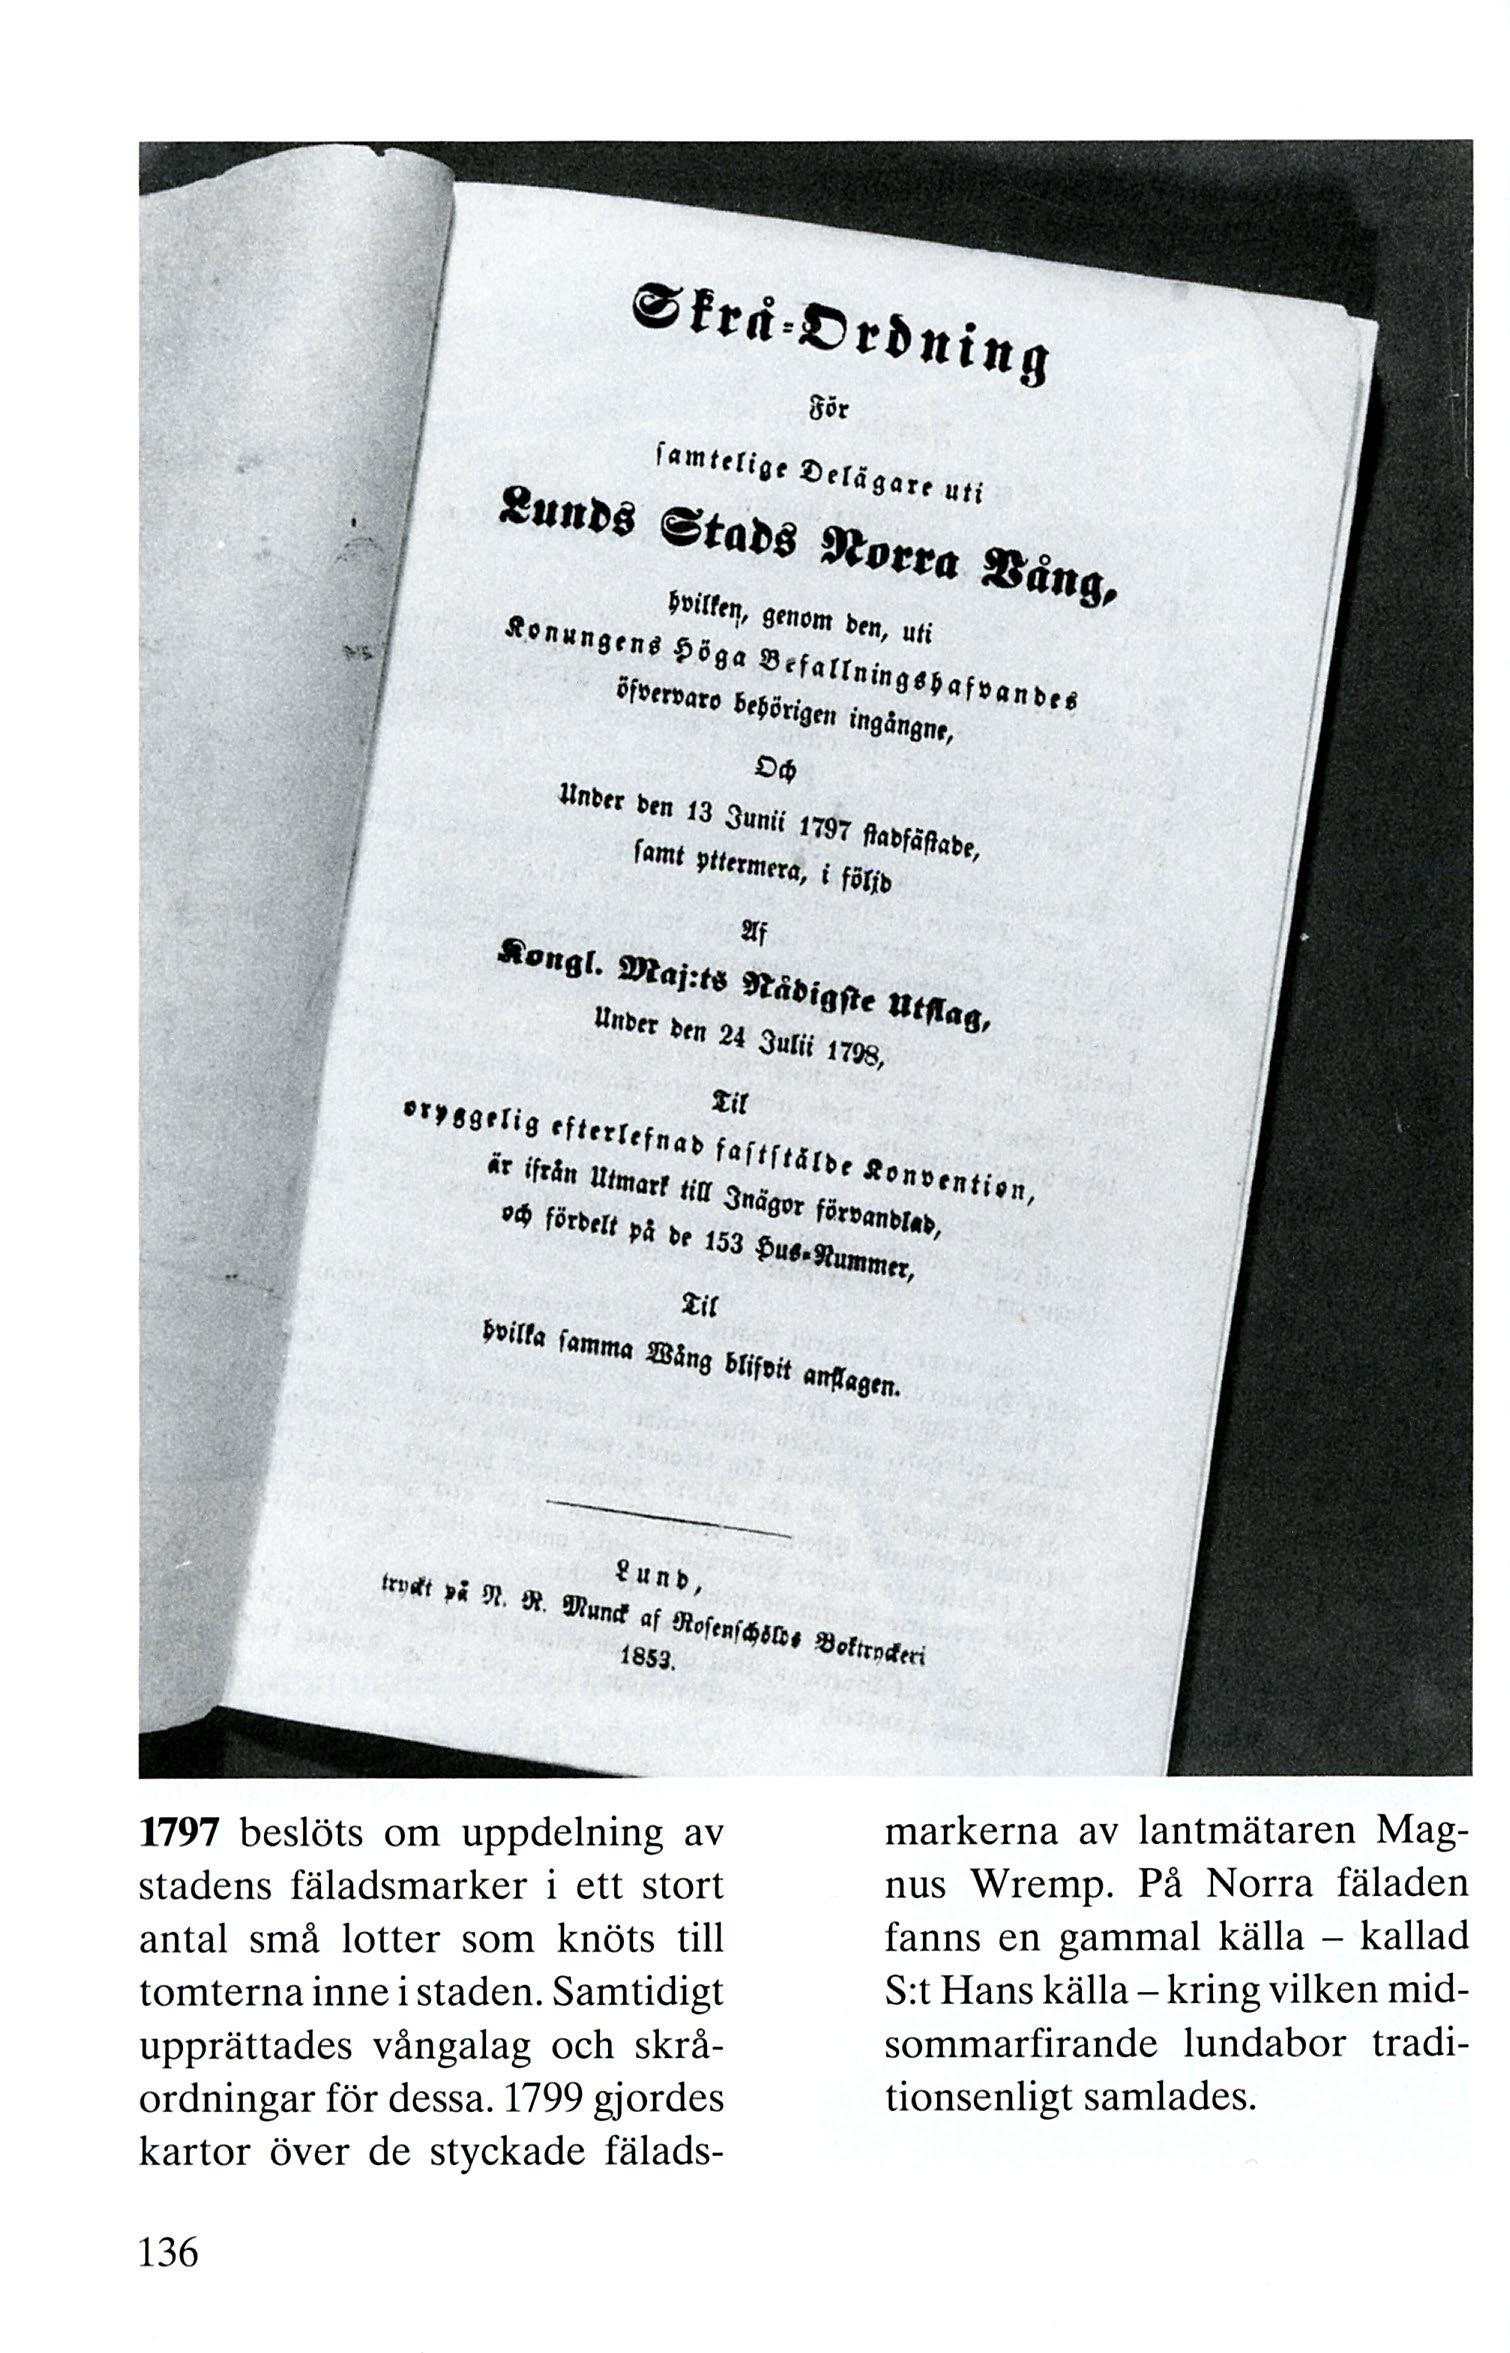 Skrå-Ordning
För
samtelige Delägare uti
Lunds Stads Norra Vång,
hvilken, genom den, uti
Konungens Höga Befallningshafvandes
öfvervaro behörigen ingångne,
Och
Under den 13 Junii 1797 stadfästade,
samt yttermera, i följd
Af
Kongl. Maj:ts Nådigste Utslag,
Under den 24 Julii 1798,
Til
oryggelig efterlefnad fastställde Konvention,
är ifrån Utmark till Inägor förvandlad,
och fördelt på de 153 Hus-Nummer,
Til
hvilka samma Wång blifvit anslagen.
Lund,
tryckt på N. R. Munck af Rosenschölds Boktryckeri
1853.
1797 beslöts om uppdelning av
stadens fäladsmarker i ett stort
antal små lotter som knöts till
tomterna inne i staden. Samtidigt
upprättades vångalag och skrå-
ordningar för dessa. 1799 gjordes
kartor över de styckade fälads-
markerna av lantmätaren Mag-
nus Wremp. På Norra fäladen
fanns en gammal källa – kallad
S:t Hans källa – kring vilken mid-
sommarfirande lundabor tradi-
tionsenligt samlades.
136